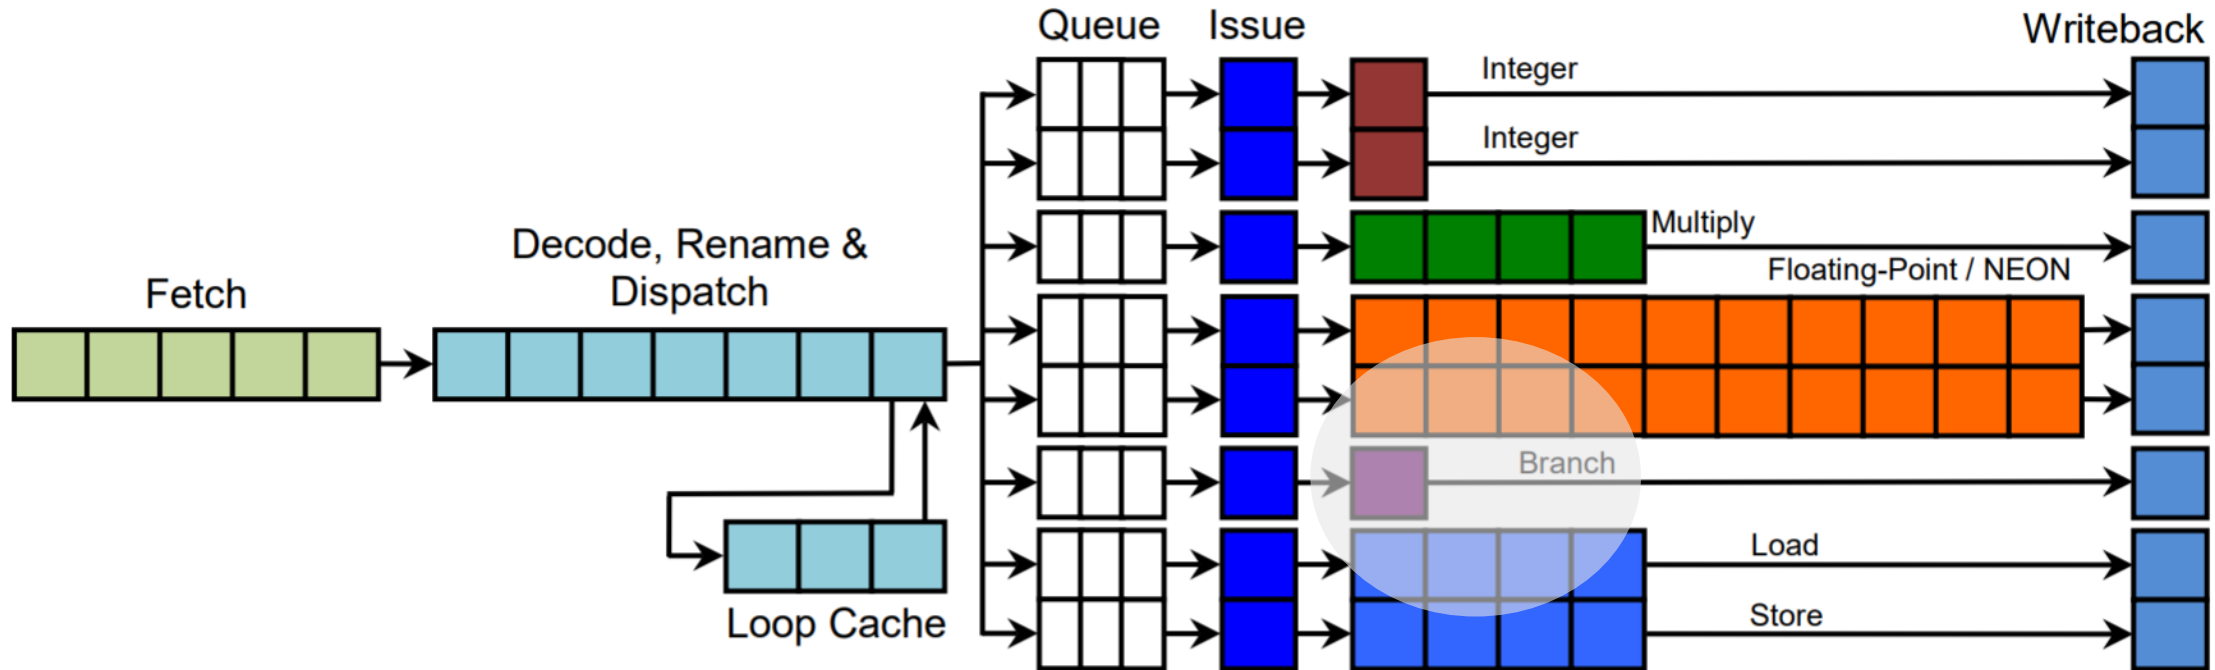 Queue
Issue
Writeback
Integer
Integer
Multiply
Floating-Point / NEON
Decode, Rename &
Dispatch
Fetch
Branch
Load
Store
Loop Cache